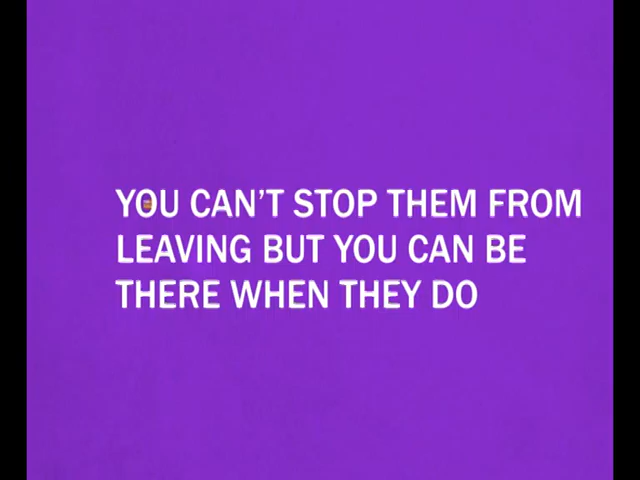 YOU CAN'T STOP THEM FROM
LEAVING BUT YOU CAN BE
THERE WHEN THEY DO